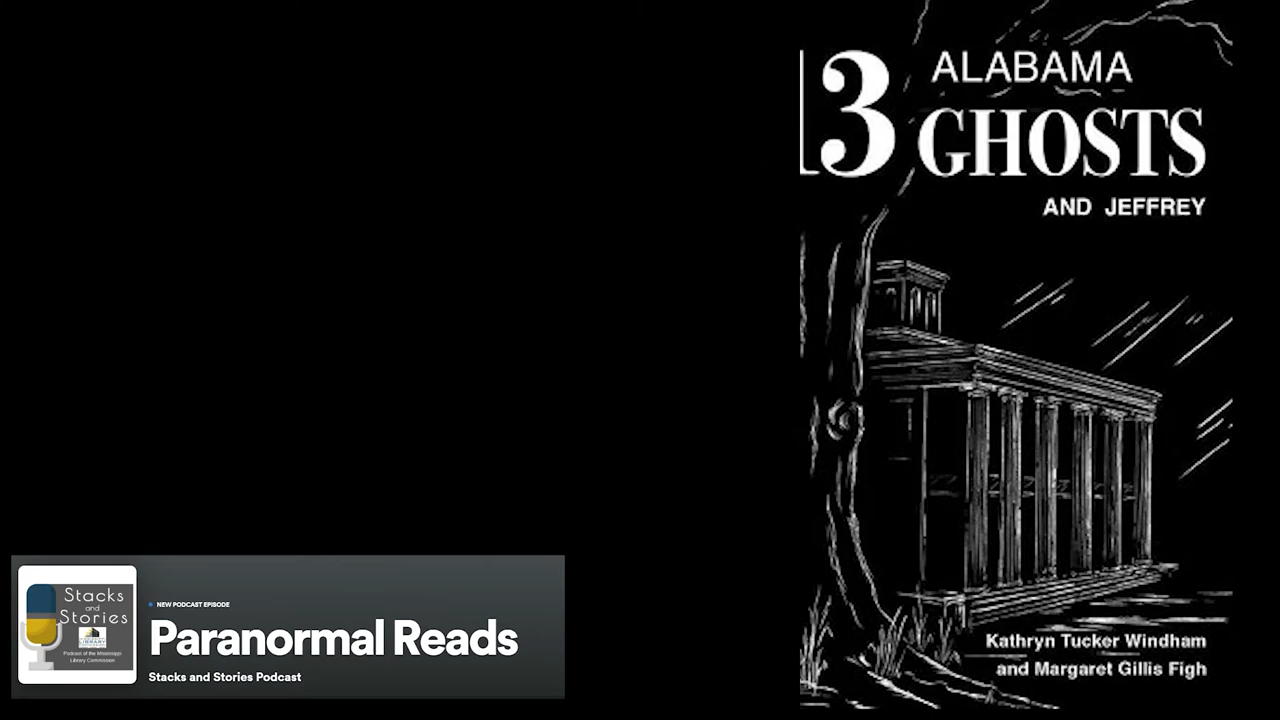 13 ALABAMA
GHOSTS
AND JEFFREY
Kathryn Tucker Windham
and Margaret Gillis Figh
Stacks
and
Stories
Podcast of the Mississippi
Library Commission
NEW PODCAST EPISODE
Paranormal Reads
Stacks and Stories Podcast